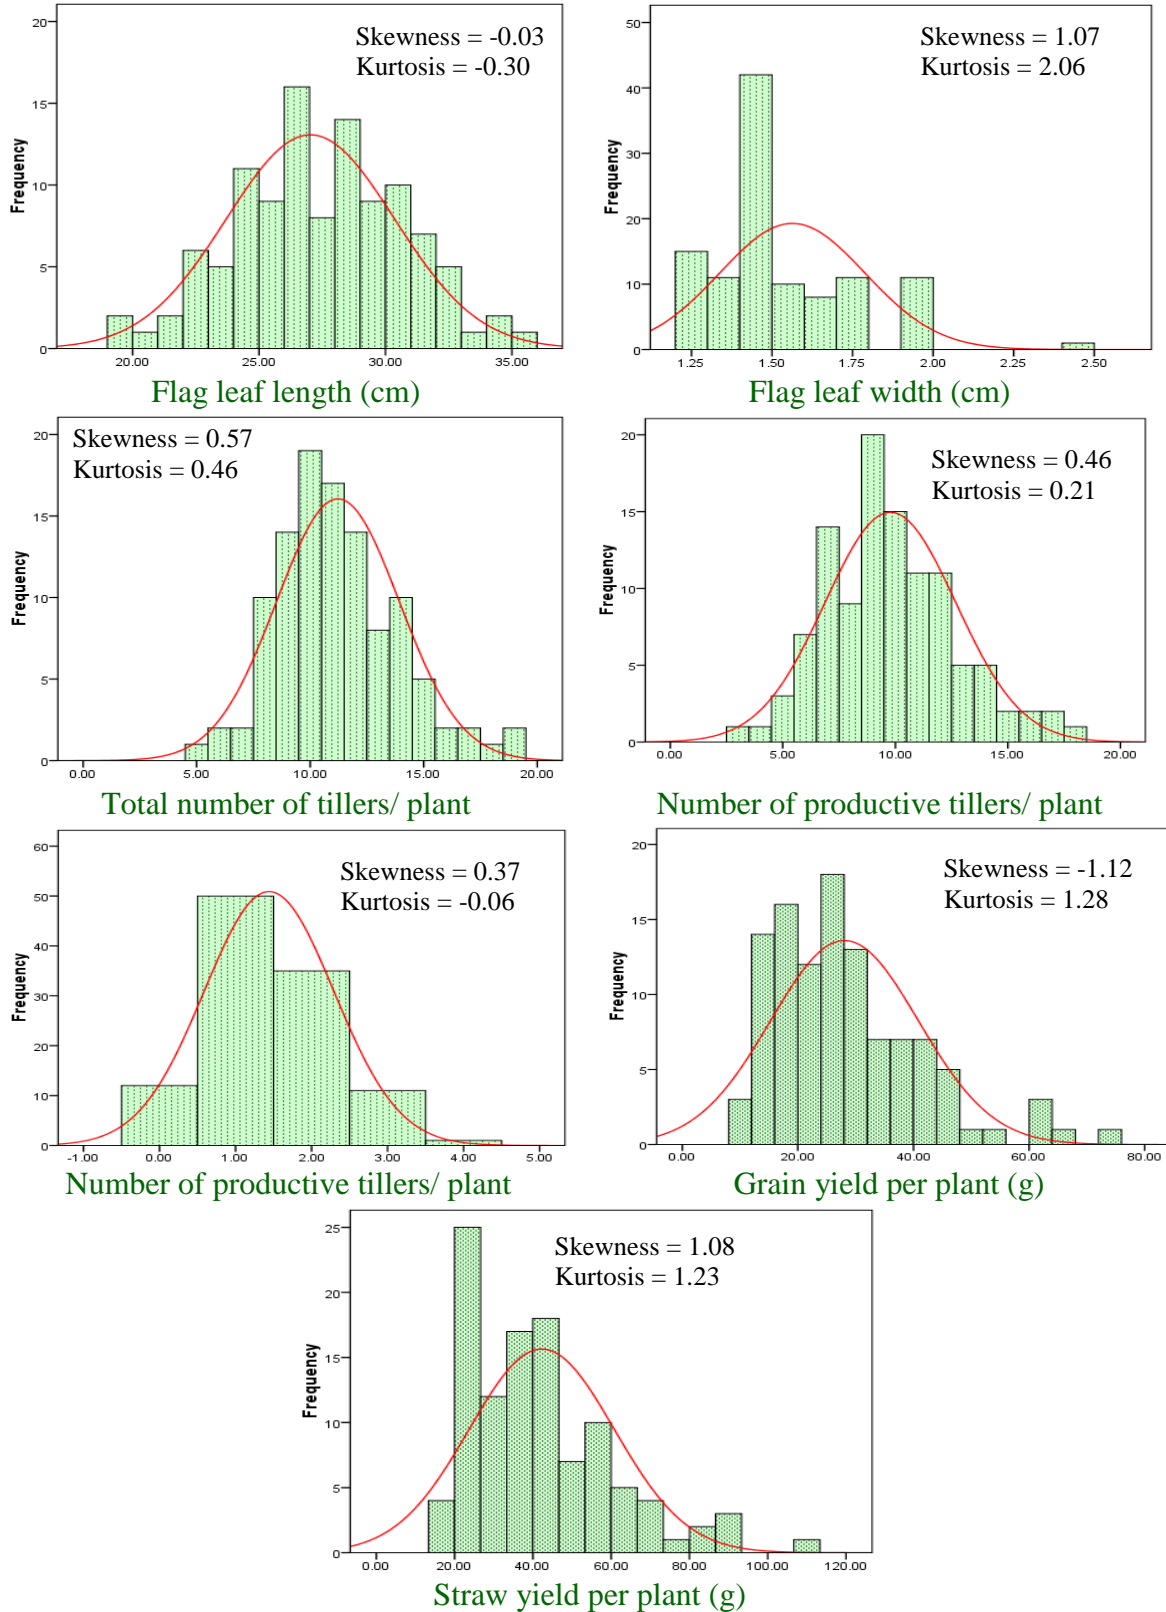 Skewness = -0.03
Kurtosis = -0.30
Frequency
20
15
10
5
0
20.00 25.00 30.00 35.00
Flag leaf length (cm)
Skewness = 1.07
Kurtosis = 2.06
Frequency
50
40
30
20
10
0
1.25 1.50 1.75 2.00 2.25 2.50
Flag leaf width (cm)
Skewness = 0.57
Kurtosis = 0.46
Frequency
20
15
10
5
0
0.00 5.00 10.00 15.00 20.00
Total number of tillers/ plant
Skewness = 0.46
Kurtosis = 0.21
Frequency
20
15
10
5
0
0.00 5.00 10.00 15.00 20.00
Number of productive tillers/ plant
Skewness = 0.37
Kurtosis = -0.06
Frequency
60
50
40
30
20
10
0
-1.00 0.00 1.00 2.00 3.00 4.00 5.00
Number of productive tillers/ plant
Skewness = -1.12
Kurtosis = 1.28
Frequency
20
15
10
5
0
0.00 20.00 40.00 60.00 80.00
Grain yield per plant (g)
Skewness = 1.08
Kurtosis = 1.23
Frequency
25
20
15
10
5
0
0.00 20.00 40.00 60.00 80.00 100.00 120.00
Straw yield per plant (g)